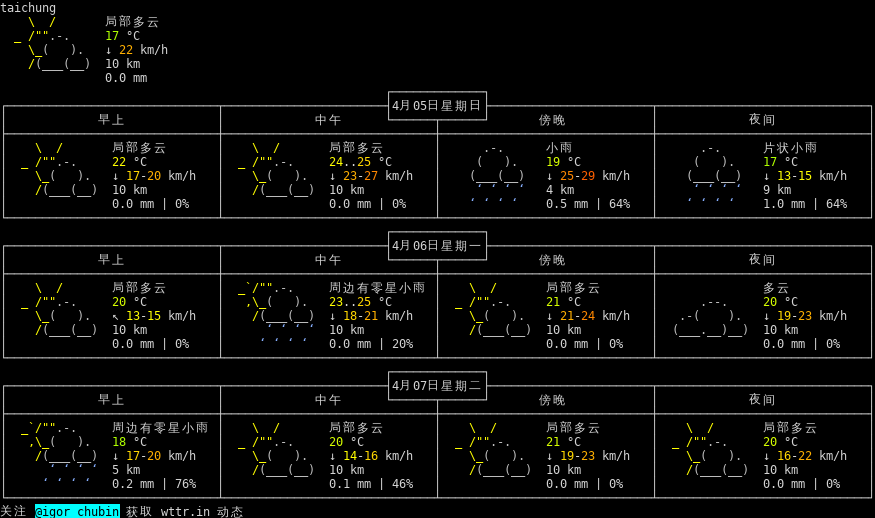 taichung
局部多云
17 °C
↓ 22 km/h
10 km
0.0 mm
4月05日星期日
早上 中午 傍晚 夜间
局部多云 局部多云 小雨 片状小雨
22 °C 24..25 °C 19 °C 17 °C
↓ 17-20 km/h ↓ 23-27 km/h ↓ 25-29 km/h ↓ 13-15 km/h
10 km 10 km 4 km 9 km
0.0 mm | 0% 0.0 mm | 0% 0.5 mm | 64% 1.0 mm | 64%
4月06日星期一
早上 中午 傍晚 夜间
局部多云 周边有零星小雨 局部多云 多云
20 °C 23..25 °C 21 °C 20 °C
↖ 13-15 km/h ↓ 18-21 km/h ↓ 21-24 km/h ↓ 19-23 km/h
10 km 10 km 10 km 10 km
0.0 mm | 0% 0.0 mm | 20% 0.0 mm | 0% 0.0 mm | 0%
4月07日星期二
早上 中午 傍晚 夜间
周边有零星小雨 局部多云 局部多云 局部多云
18 °C 20 °C 21 °C 20 °C
↓ 17-20 km/h ↓ 14-16 km/h ↓ 19-23 km/h ↓ 16-22 km/h
5 km 10 km 10 km 10 km
0.2 mm | 76% 0.1 mm | 46% 0.0 mm | 0% 0.0 mm | 0%
关注 @igor_chubin 获取 wttr.in 动态